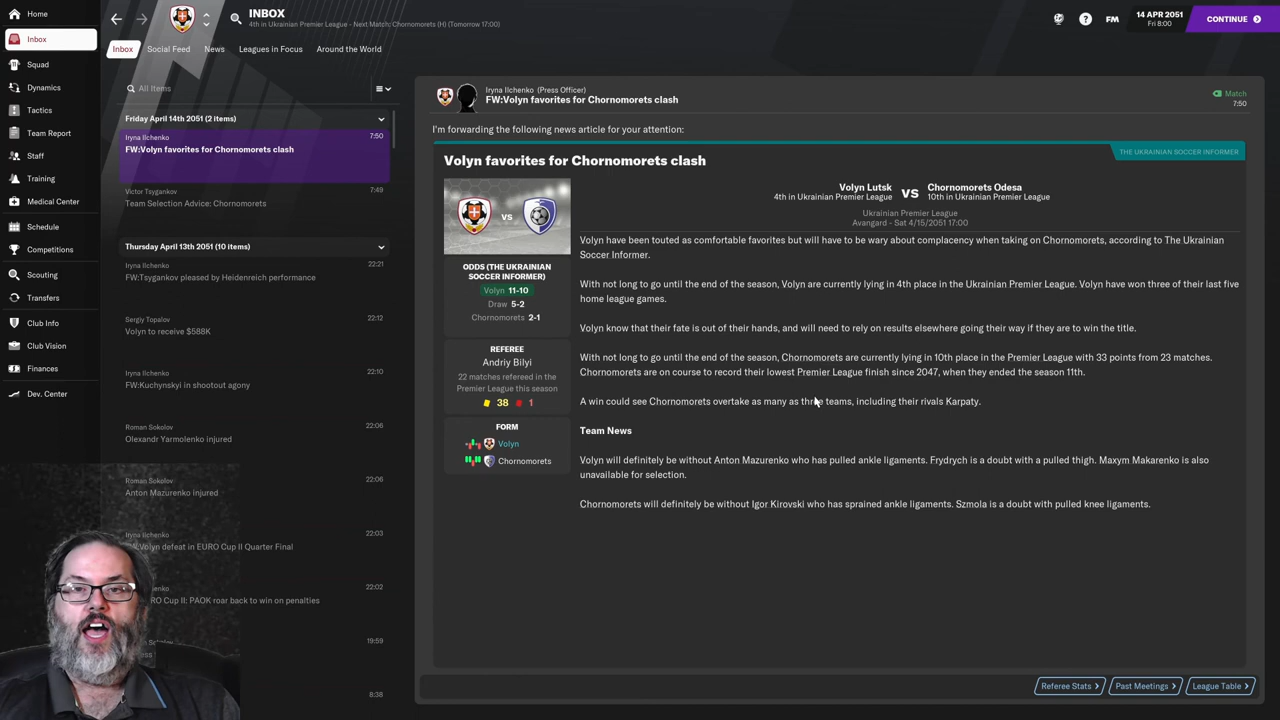 Home
Inbox
Squad
Dynamics
Tactics
Team Report
Staff
Training
Medical Center
Schedule
Competitions
Scouting
Transfers
Club Info
Club Vision
Finances
Dev. Center
INBOX
4th in Ukrainian Premier League - Next Match: Chornomorets (H) (Tomorrow 17:00)
FM
14 APR 2051
Fri 8:00
CONTINUE
Inbox
Social Feed
News
Leagues in Focus
Around the World
All Items
Friday April 14th 2051 (2 items)
Iryna Ilchenko 7:50
FW:Volyn favorites for Chornomorets clash
Victor Tsygankov 7:49
Team Selection Advice: Chornomorets
Thursday April 13th 2051 (10 items)
Iryna Ilchenko 22:21
FW:Tsygankov pleased by Heidenreich performance
Sergiy Topalov 22:12
Volyn to receive $588K
Iryna Ilchenko 22:10
FW:Kuchynskyi in shootout agony
Roman Sokolov 22:06
Olexandr Yarmolenko injured
Roman Sokolov 22:06
Anton Mazurenko injured
Iryna Ilchenko 22:03
Volyn defeat in EURO Cup II Quarter Final
22:02
RO Cup II: PAOK roar back to win on penalties
19:59
8:38
Iryna Ilchenko (Press Officer)
FW:Volyn favorites for Chornomorets clash
Match
7:50
I'm forwarding the following news article for your attention:
Volyn favorites for Chornomorets clash
THE UKRAINIAN SOCCER INFORMER
VS
ODDS (THE UKRAINIAN
SOCCER INFORMER)
Volyn 11-10
Draw 5-2
Chornomorets 2-1
REFEREE
Andriy Bilyi
22 matches refereed in the
Premier League this season
38 1
FORM
Volyn
Chornomorets
Volyn Lutsk VS Chornomorets Odesa
4th in Ukrainian Premier League 10th in Ukrainian Premier League
Ukrainian Premier League
Avangard - Sat 4/15/2051 17:00
Volyn have been touted as comfortable favorites but will have to be wary about complacency when taking on Chornomorets, according to The Ukrainian
Soccer Informer.
With not long to go until the end of the season, Volyn are currently lying in 4th place in the Ukrainian Premier League. Volyn have won three of their last five
home league games.
Volyn know that their fate is out of their hands, and will need to rely on results elsewhere going their way if they are to win the title.
With not long to go until the end of the season, Chornomorets are currently lying in 10th place in the Premier League with 33 points from 23 matches.
Chornomorets are on course to record their lowest Premier League finish since 2047, when they ended the season 11th.
A win could see Chornomorets overtake as many as three teams, including their rivals Karpaty.
Team News
Volyn will definitely be without Anton Mazurenko who has pulled ankle ligaments. Frydrych is a doubt with a pulled thigh. Maxym Makarenko is also
unavailable for selection.
Chornomorets will definitely be without Igor Kirovski who has sprained ankle ligaments. Szmola is a doubt with pulled knee ligaments.
Referee Stats
Past Meetings
League Table